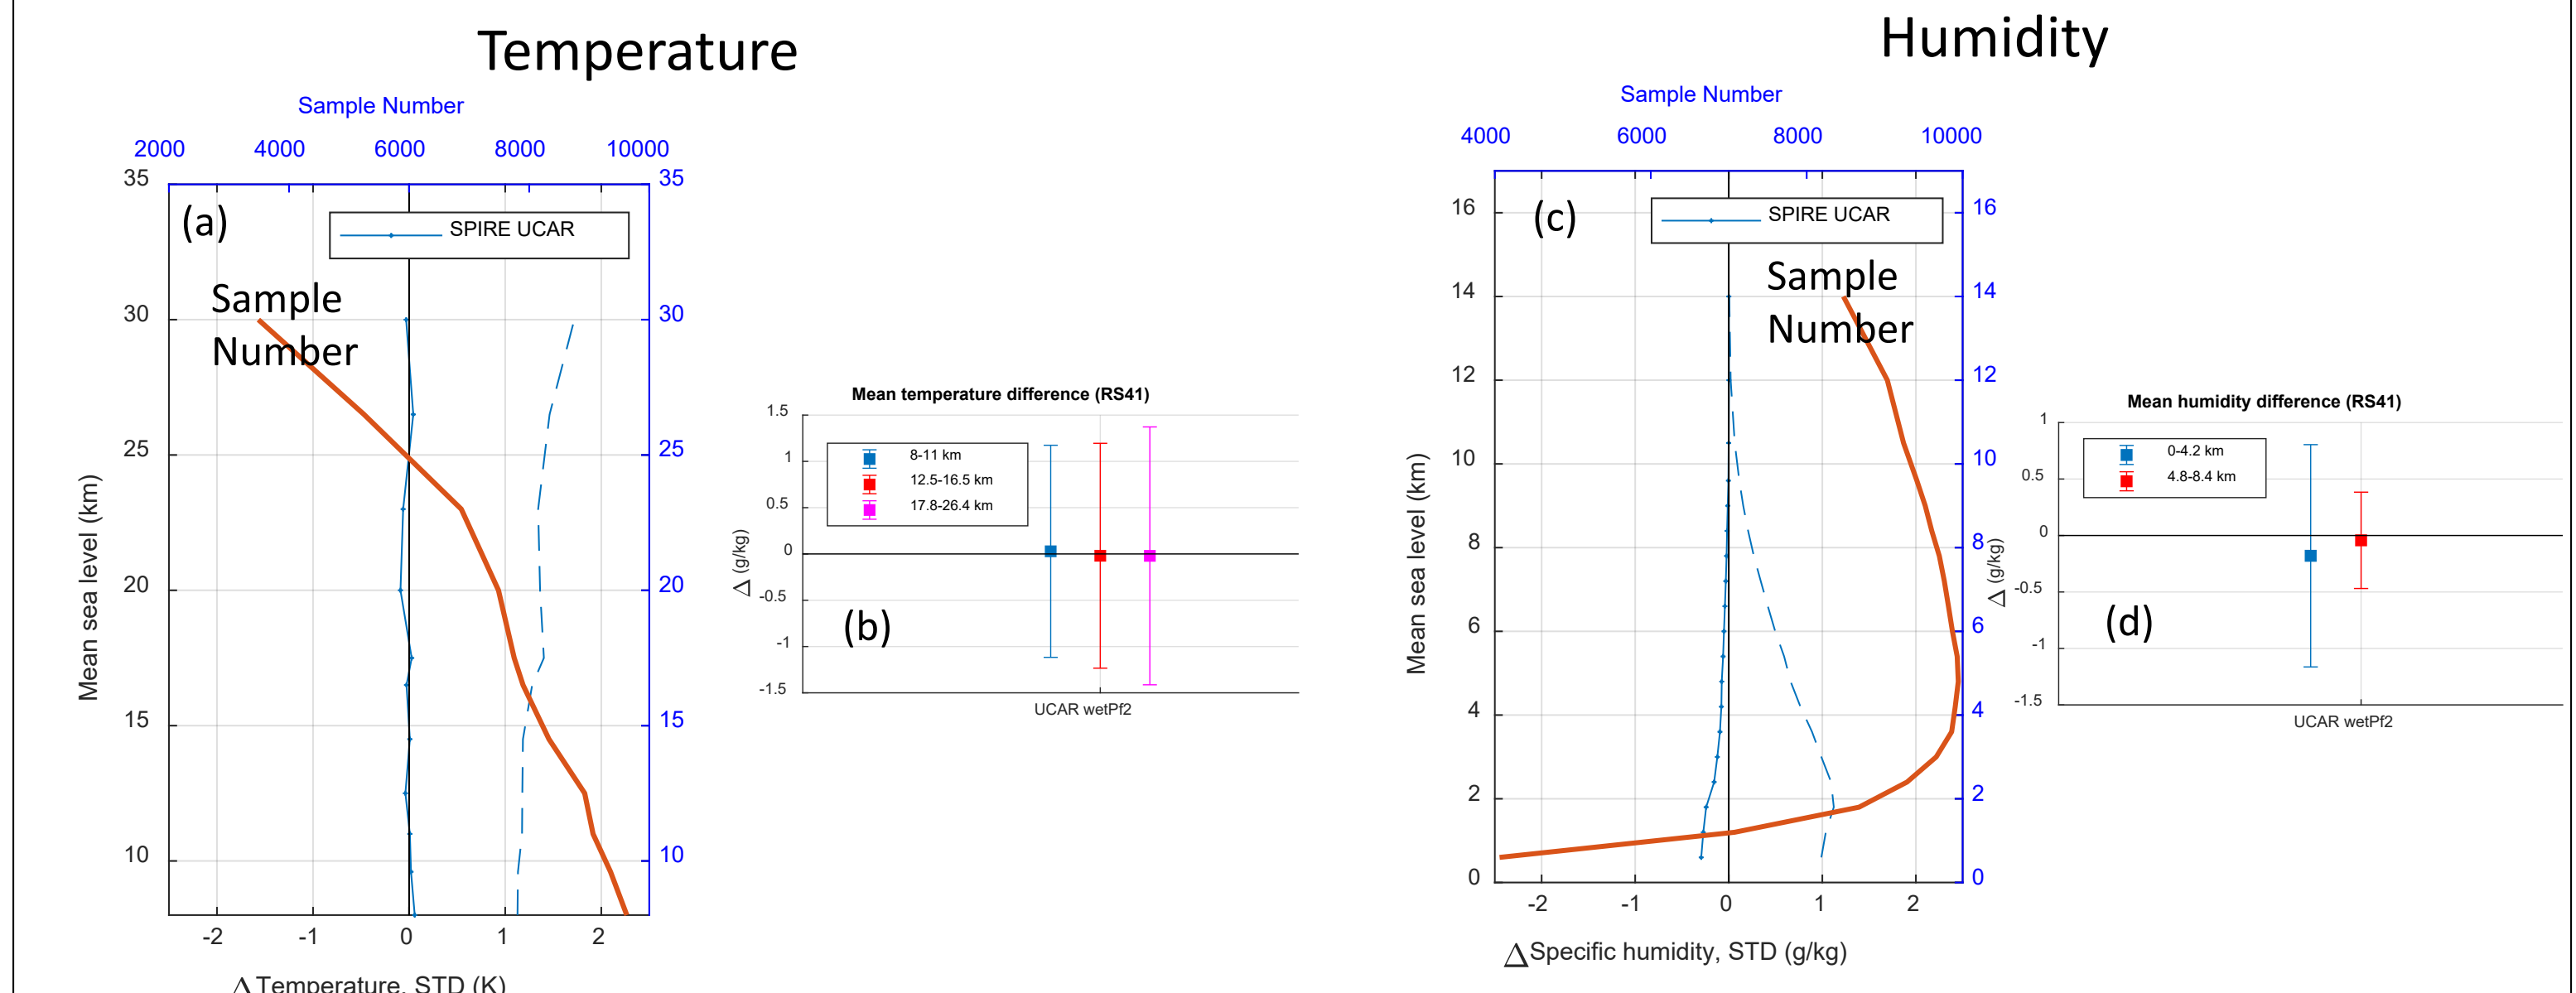 Temperature
Sample Number
2000 4000 6000 8000 10000
35 35
(a)
SPIRE UCAR
Sample
Number
30 30
25 25
20 20
15 15
10 10
Mean sea level (km)
-2 -1 0 1 2
Δ Temperature, STD (K)
Mean temperature difference (RS41)
1.5
1
0.5
0
-0.5
-1
-1.5
Δ (g/kg)
8-11 km
12.5-16.5 km
17.8-26.4 km
(b)
UCAR wetPf2
Humidity
Sample Number
4000 6000 8000 10000
(c)
SPIRE UCAR
Sample
Number
16 16
14 14
12 12
10 10
8 8
6 6
4 4
2 2
0 0
Mean sea level (km)
-2 -1 0 1 2
Δ Specific humidity, STD (g/kg)
Mean humidity difference (RS41)
1
0.5
0
-0.5
-1
-1.5
Δ (g/kg)
0-4.2 km
4.8-8.4 km
(d)
UCAR wetPf2